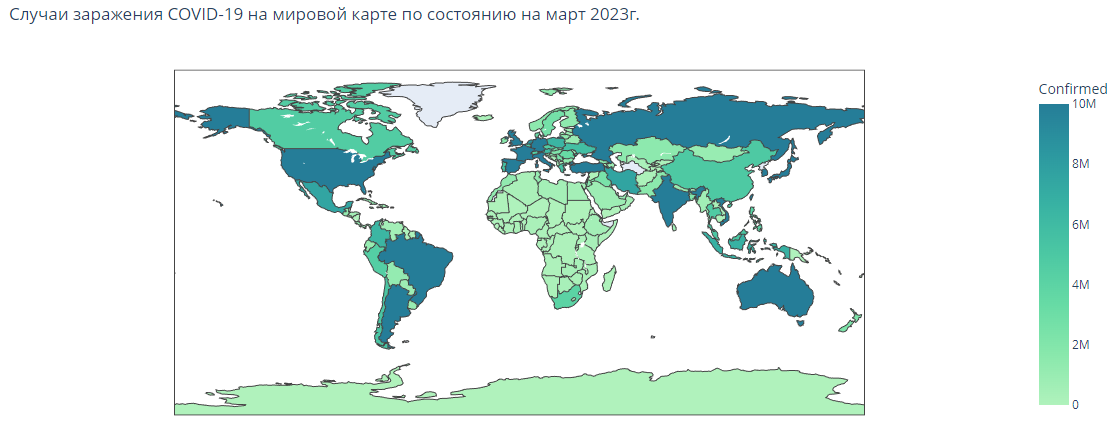 Случаи заражения COVID-19 на мировой карте по состоянию на март 2023г.
Confirmed
10M
8M
6M
4M
2M
0